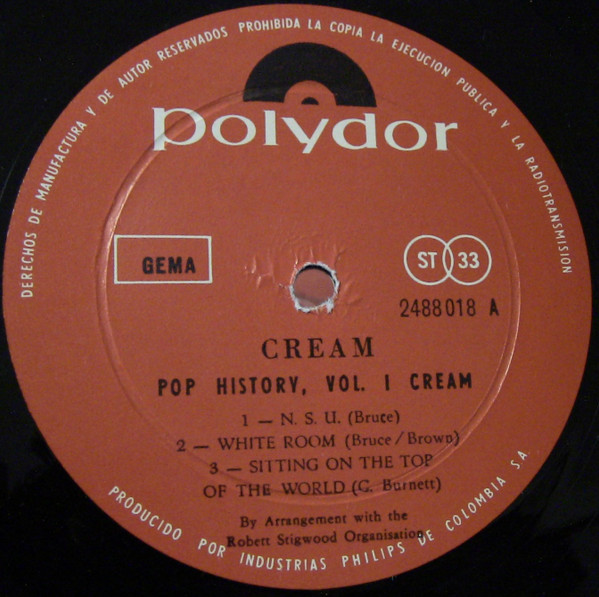 DERECHOS DE MANUFACTURA Y DE AUTOR RESERVADOS PROHIBIDA LA COPIA LA EJECUCION PUBLICA Y LA RADIOTRANSMISION
polydor
GEMA
ST 33
2488018 A
CREAM
POP HISTORY, VOL. I CREAM
1 — N. S. U. (Bruce)
2 — WHITE ROOM (Bruce/Brown)
3 — SITTING ON THE TOP
OF THE WORLD (G. Burnett)
By Arrangement with the
Robert Stigwood Organisation
PRODUCIDO POR INDUSTRIAS PHILIPS DE COLOMBIA S.A.